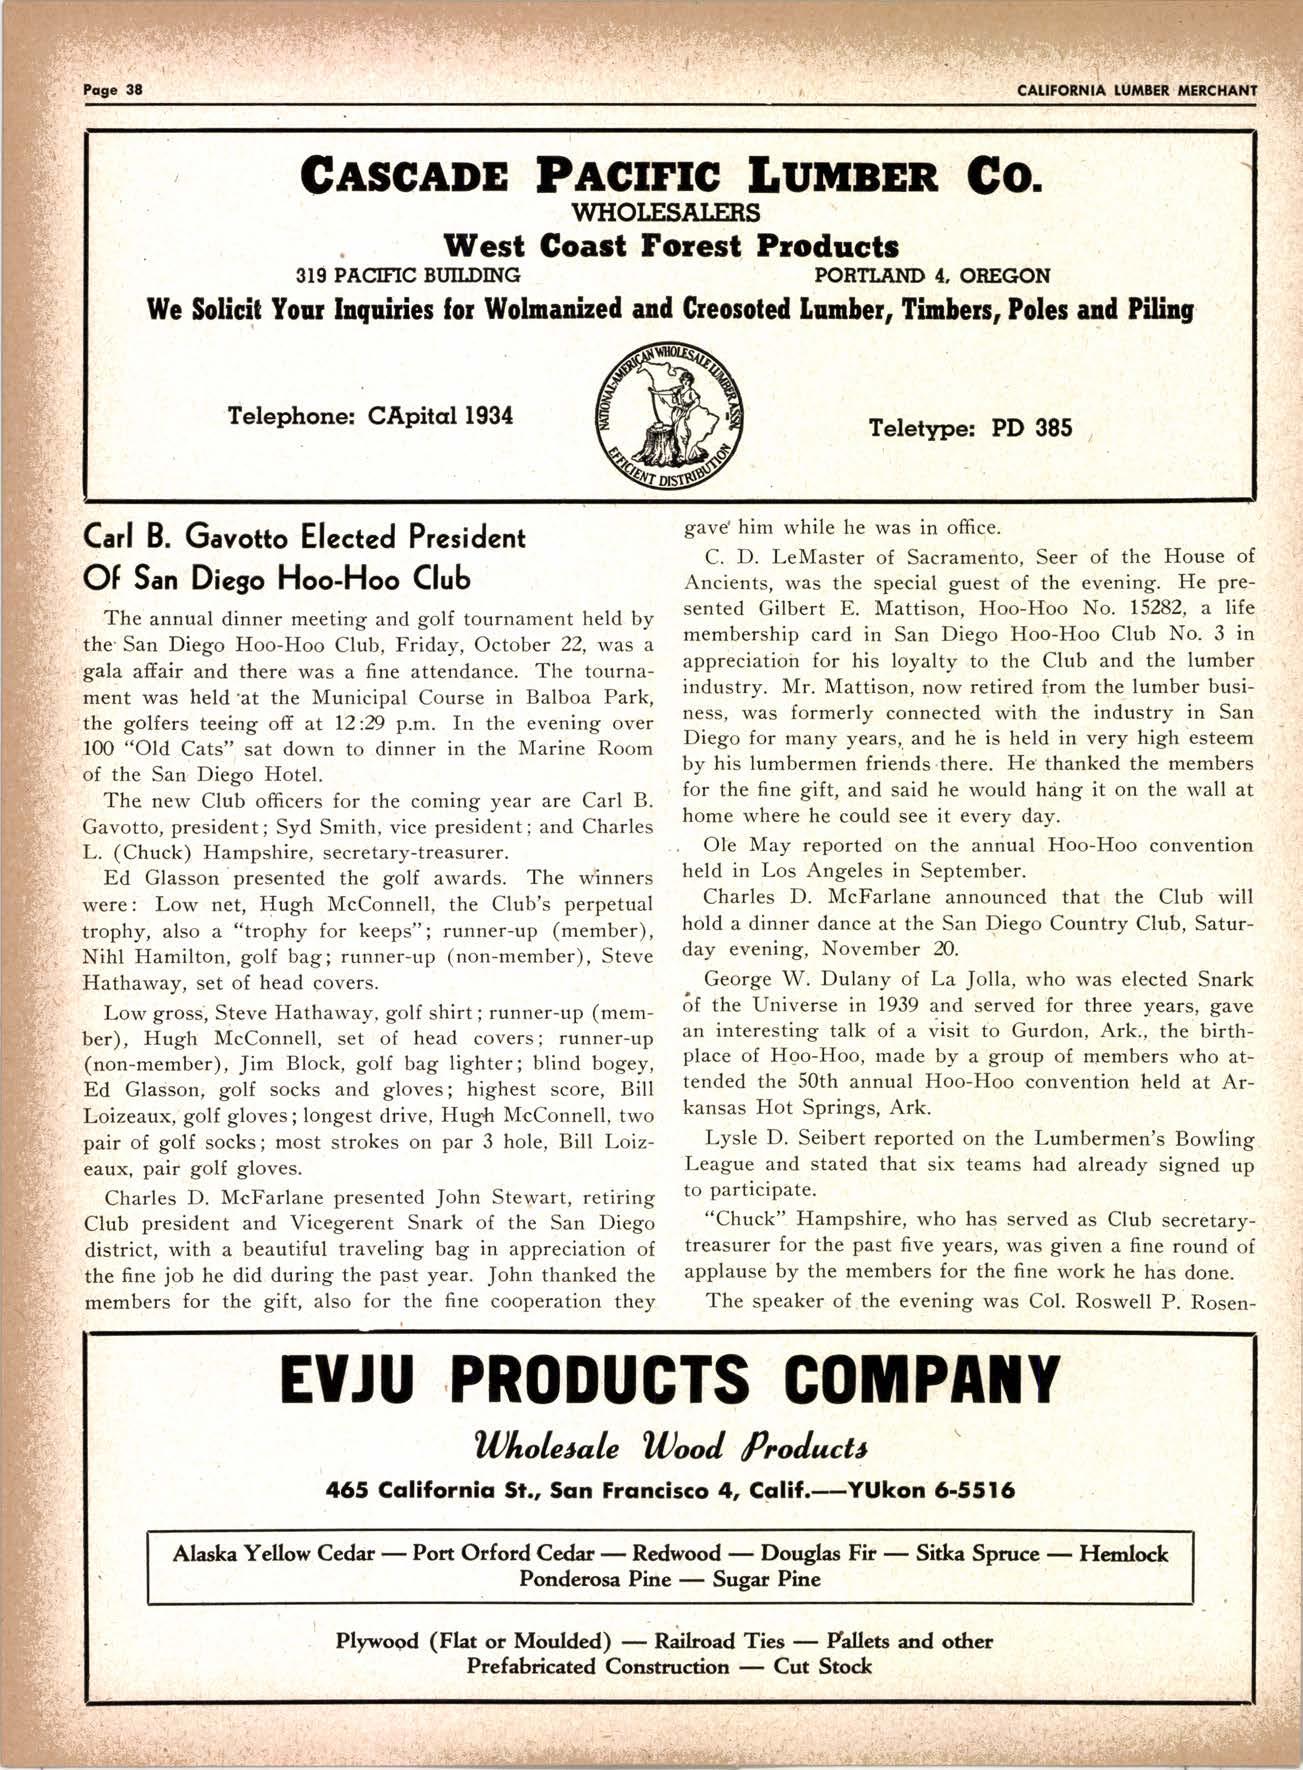 Page 38
CALIFORNIA LUMBER MERCHANT
CASCADE PACIFIC LUMBER CO.
WHOLESALERS
West Coast Forest Products
319 PACIFIC BUILDING
PORTLAND 4, OREGON
We Solicit Your Inquiries for Wolmanized and Creosoted Lumber, Timbers, Poles and Piling
Telephone: CApital 1934
NATIONAL-AMERICAN WHOLESALE LUMBER ASSN.
EFFICIENT DISTRIBUTION
Teletype: PD 385
Carl B. Gavotto Elected President
Of San Diego Hoo-Hoo Club
The annual dinner meeting and golf tournament held by
the San Diego Hoo-Hoo Club, Friday, October 22, was a
gala affair and there was a fine attendance. The tourna-
ment was held at the Municipal Course in Balboa Park,
the golfers teeing off at 12:29 p.m. In the evening over
100 "Old Cats" sat down to dinner in the Marine Room
of the San Diego Hotel.
The new Club officers for the coming year are Carl B.
Gavotto, president; Syd Smith, vice president; and Charles
L. (Chuck) Hampshire, secretary-treasurer.
Ed Glasson presented the golf awards. The winners
were: Low net, Hugh McConnell, the Club's perpetual
trophy, also a "trophy for keeps"; runner-up (member),
Nihl Hamilton, golf bag; runner-up (non-member), Steve
Hathaway, set of head covers.
Low gross, Steve Hathaway, golf shirt; runner-up (mem-
ber), Hugh McConnell, set of head covers; runner-up
(non-member), Jim Block, golf bag lighter; blind bogey,
Ed Glasson, golf socks and gloves; highest score, Bill
Loizeaux, golf gloves; longest drive, Hugh McConnell, two
pair of golf socks; most strokes on par 3 hole, Bill Loiz-
eaux, pair golf gloves.
Charles D. McFarlane presented John Stewart, retiring
Club president and Vicegerent Snark of the San Diego
district, with a beautiful traveling bag in appreciation of
the fine job he did during the past year. John thanked the
members for the gift, also for the fine cooperation they
gave him while he was in office.
C. D. LeMaster of Sacramento, Seer of the House of
Ancients, was the special guest of the evening. He pre-
sented Gilbert E. Mattison, Hoo-Hoo No. 15282, a life
membership card in San Diego Hoo-Hoo Club No. 3 in
appreciation for his loyalty to the Club and the lumber
industry. Mr. Mattison, now retired from the lumber busi-
ness, was formerly connected with the industry in San
Diego for many years, and he is held in very high esteem
by his lumbermen friends there. He thanked the members
for the fine gift, and said he would hang it on the wall at
home where he could see it every day.
Ole May reported on the annual Hoo-Hoo convention
held in Los Angeles in September.
Charles D. McFarlane announced that the Club will
hold a dinner dance at the San Diego Country Club, Satur-
day evening, November 20.
George W. Dulany of La Jolla, who was elected Snark
of the Universe in 1939 and served for three years, gave
an interesting talk of a visit to Gurdon, Ark., the birth-
place of Hoo-Hoo, made by a group of members who at-
tended the 50th annual Hoo-Hoo convention held at Ar-
kansas Hot Springs, Ark.
Lysle D. Seibert reported on the Lumbermen's Bowling
League and stated that six teams had already signed up
to participate.
"Chuck" Hampshire, who has served as Club secretary-
treasurer for the past five years, was given a fine round of
applause by the members for the fine work he has done.
The speaker of the evening was Col. Roswell P. Rosen-
EVJU PRODUCTS COMPANY
Wholesale Wood Products
465 California St., San Francisco 4, Calif.——YUkon 6-5516
Alaska Yellow Cedar — Port Orford Cedar — Redwood — Douglas Fir — Sitka Spruce — Hemlock
Ponderosa Pine — Sugar Pine
Plywood (Flat or Moulded) — Railroad Ties — Pallets and other
Prefabricated Construction — Cut Stock